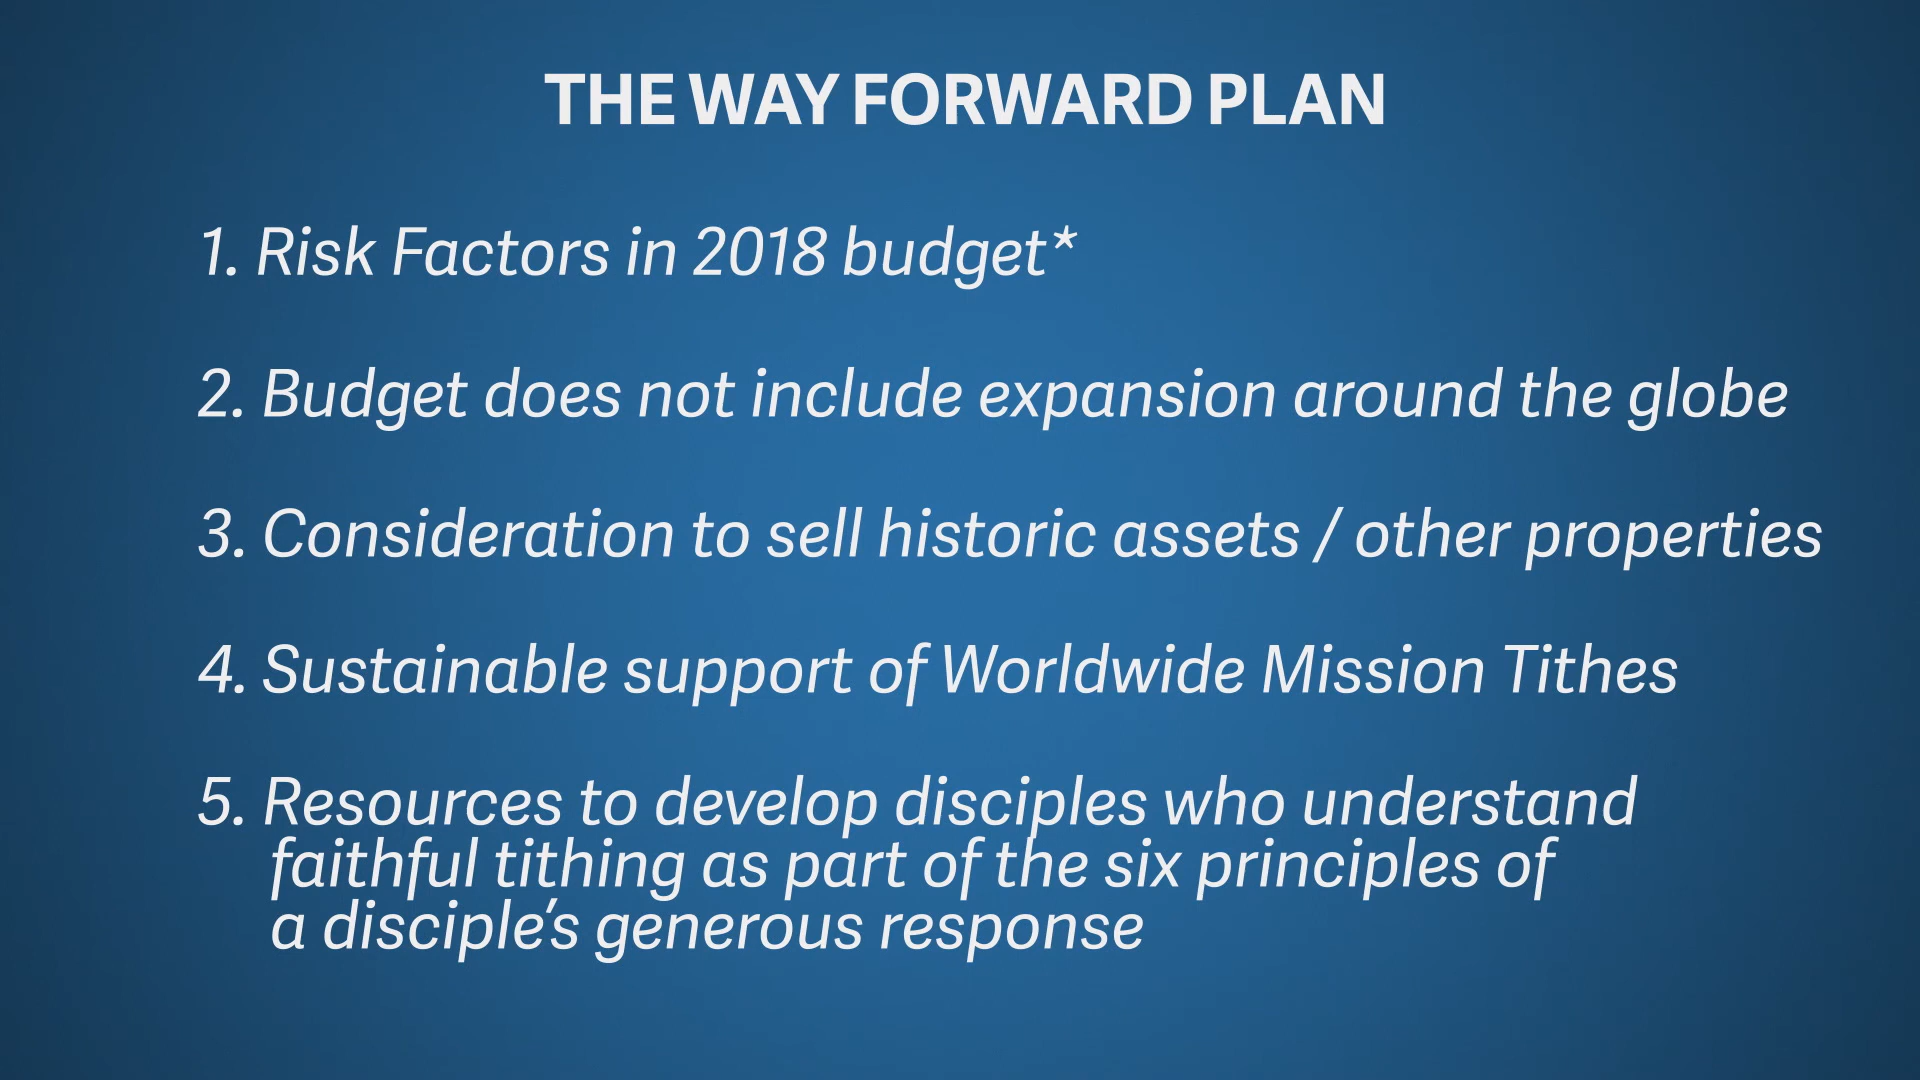 THE WAY FORWARD PLAN
1. Risk Factors in 2018 budget*
2. Budget does not include expansion around the globe
3. Consideration to sell historic assets / other properties
4. Sustainable support of Worldwide Mission Tithes
5. Resources to develop disciples who understand
faithful tithing as part of the six principles of
a disciple’s generous response